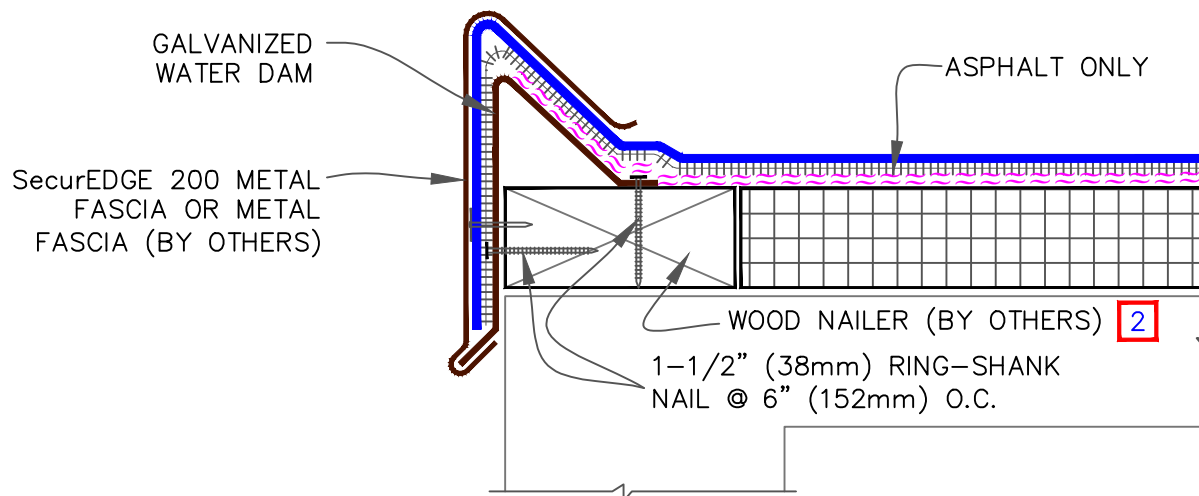 GALVANIZED
WATER DAM
ASPHALT ONLY
SecurEDGE 200 METAL
FASCIA OR METAL
FASCIA (BY OTHERS)
WOOD NAILER (BY OTHERS) 2
1-1/2" (38mm) RING-SHANK
NAIL @ 6" (152mm) O.C.